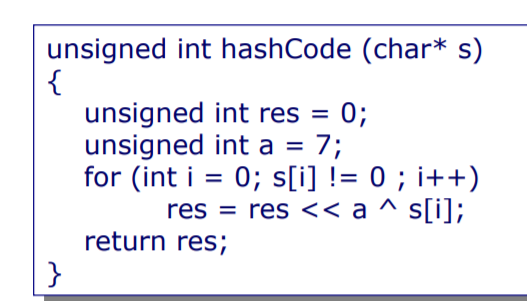 unsigned int hashCode (char* s)
{
unsigned int res = 0;
unsigned int a = 7;
for (int i = 0; s[i] != 0 ; i++)
res = res << a ^ s[i];
return res;
}